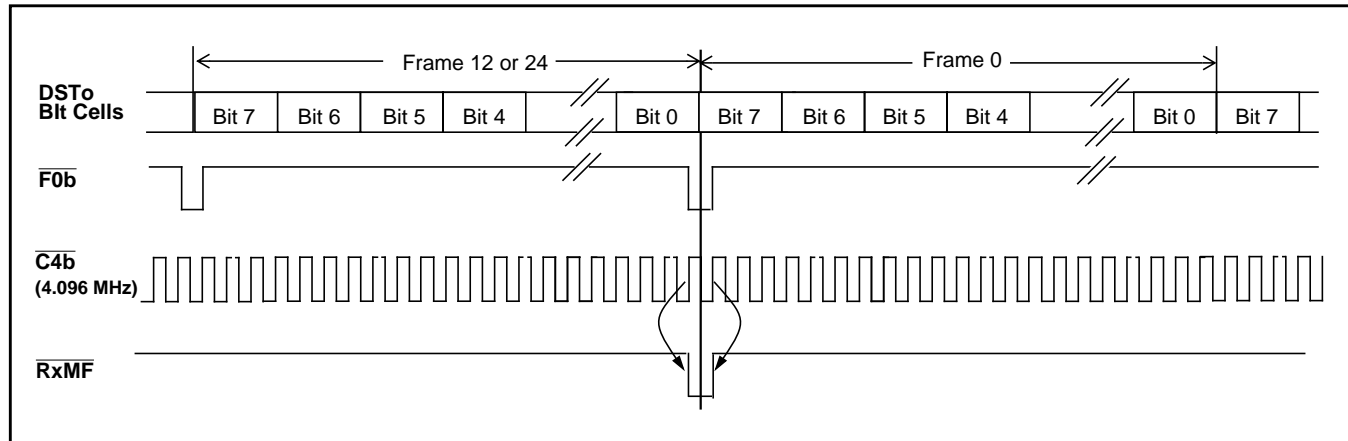 Frame 12 or 24
Frame 0
DSTo
BIt Cells
Bit 7
Bit 6
Bit 5
Bit 4
Bit 0
Bit 7
Bit 6
Bit 5
Bit 4
Bit 0
Bit 7
F0b
C4b
(4.096 MHz)
RxMF